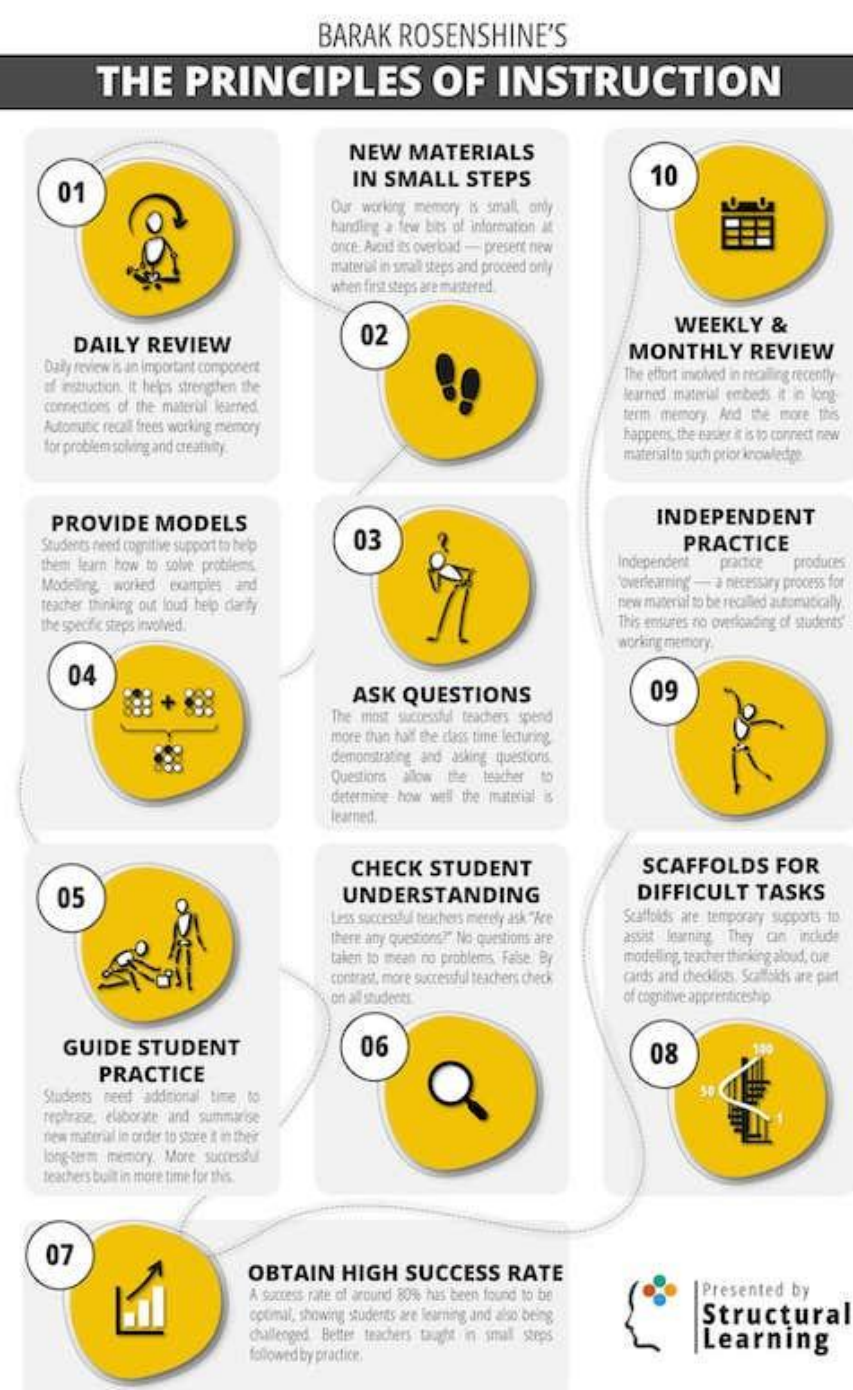 BARAK ROSENSHINE'S
THE PRINCIPLES OF INSTRUCTION
01
DAILY REVIEW
Daily review is an important component
of instruction. It helps strengthen the
connections of the material learned.
Automatic recall frees working memory
for problem solving and creativity.
NEW MATERIALS
IN SMALL STEPS
Our working memory is small, only
handling a few bits of information at
once. Avoid its overload — present new
material in small steps and proceed only
when first steps are mastered.
02
03
ASK QUESTIONS
The most successful teachers spend
more than half the class time lecturing,
demonstrating and asking questions.
Questions allow the teacher to
determine how well the material is
learned.
PROVIDE MODELS
Students need cognitive support to help
them learn how to solve problems.
Modelling, worked examples and
teacher thinking out loud help clarify
the specific steps involved.
04
+
05
GUIDE STUDENT
PRACTICE
Students need additional time to
rephrase, elaborate and summarise
new material in order to store it in their
long-term memory. More successful
teachers built in more time for this.
CHECK STUDENT
UNDERSTANDING
Less successful teachers merely ask "Are
there any questions?" No questions are
taken to mean no problems. False. By
contrast, more successful teachers check
on all students.
06
07
OBTAIN HIGH SUCCESS RATE
A success rate of around 80% has been found to be
optimal, showing students are learning and also being
challenged. Better teachers taught in small steps
followed by practice.
SCAFFOLDS FOR
DIFFICULT TASKS
Scaffolds are temporary supports to
assist learning. They can include
modelling, teacher thinking aloud, cue
cards and checklists. Scaffolds are part
of cognitive apprenticeship.
08
100
50
1
INDEPENDENT
PRACTICE
Independent practice produces
'overlearning' — a necessary process for
new material to be recalled automatically.
This ensures no overloading of students'
working memory.
09
10
WEEKLY &
MONTHLY REVIEW
The effort involved in recalling recently-
learned material embeds it in long-
term memory. And the more this
happens, the easier it is to connect new
material to such prior knowledge.
Presented by
Structural
Learning